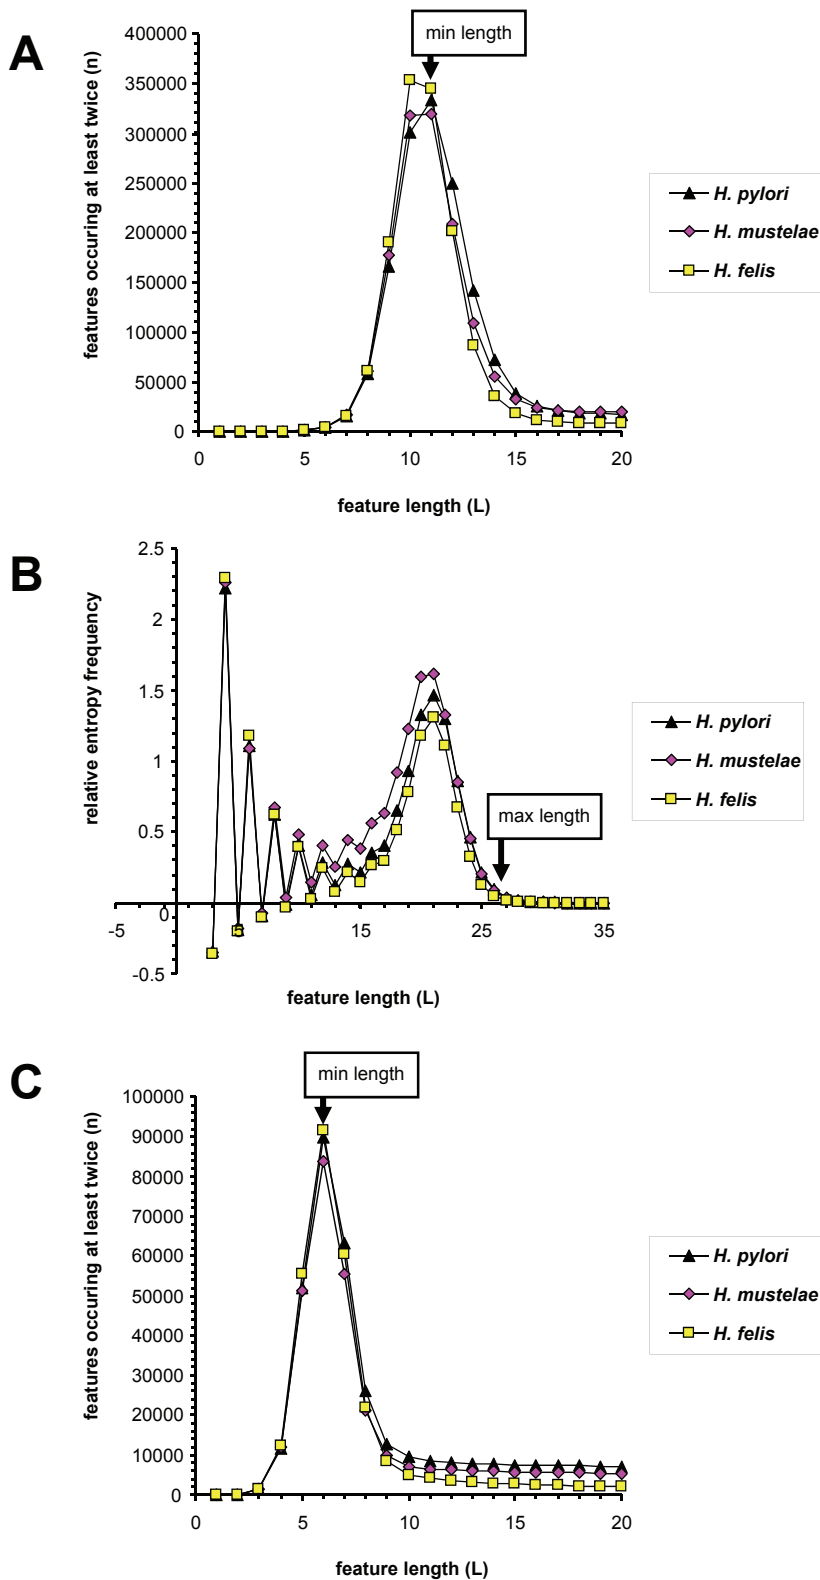 A
min length
400000
350000
300000
250000
200000
150000
100000
50000
0
features occuring at least twice (n)
0 5 10 15 20
feature length (L)
H. pylori
H. mustelae
H. felis
B
2.5
2
1.5
1
0.5
0
-0.5
relative entropy frequency
max length
-5 15 25 35
feature length (L)
H. pylori
H. mustelae
H. felis
C
min length
100000
90000
80000
70000
60000
50000
40000
30000
20000
10000
0
features occuring at least twice (n)
0 5 10 15 20
feature length (L)
H. pylori
H. mustelae
H. felis